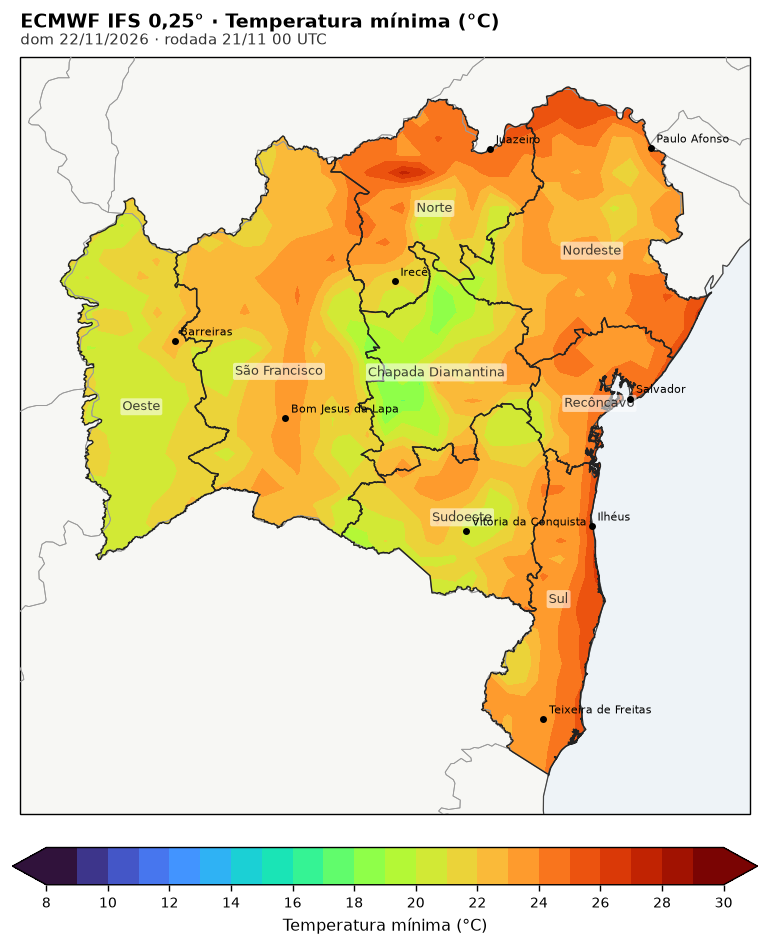 ECMWF IFS 0,25° · Temperatura mínima (°C)
dom 22/11/2026 · rodada 21/11 00 UTC
Juazeiro
Paulo Afonso
Norte
Nordeste
Irecê
Barreiras
São Francisco
Chapada Diamantina
Salvador
Oeste
Bom Jesus da Lapa
Recôncavo
Sudoeste
Vitória da Conquista
Ilhéus
Sul
Teixeira de Freitas
8 10 12 14 16 18 20 22 24 26 28 30
Temperatura mínima (°C)